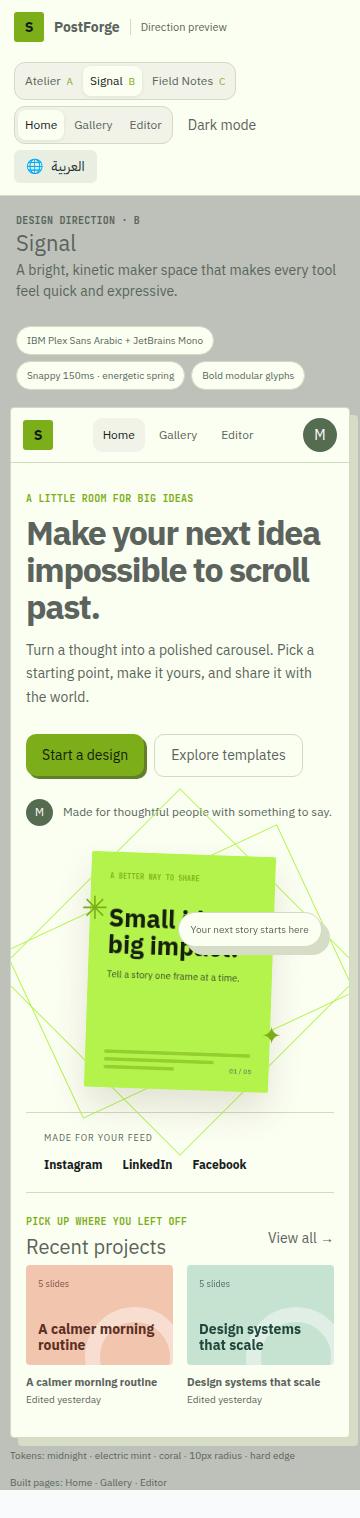 S PostForge Direction preview
Atelier A Signal B Field Notes C
Home Gallery Editor Dark mode
العربية
DESIGN DIRECTION · B
Signal
A bright, kinetic maker space that makes every tool
feel quick and expressive.
IBM Plex Sans Arabic + JetBrains Mono
Snappy 150ms · energetic spring Bold modular glyphs
S Home Gallery Editor M
A LITTLE ROOM FOR BIG IDEAS
Make your next idea
impossible to scroll
past.
Turn a thought into a polished carousel. Pick a
starting point, make it yours, and share it with
the world.
Start a design Explore templates
M Made for thoughtful people with something to say.
A BETTER WAY TO SHARE
Small
Your next story starts here
big
Tell a story one frame at a time.
01 / 05
MADE FOR YOUR FEED
Instagram LinkedIn Facebook
PICK UP WHERE YOU LEFT OFF
Recent projects View all →
5 slides 5 slides
A calmer morning Design systems
routine that scale
A calmer morning routine Design systems that scale
Edited yesterday Edited yesterday
Tokens: midnight · electric mint · coral · 10px radius · hard edge
Built pages: Home · Gallery · Editor